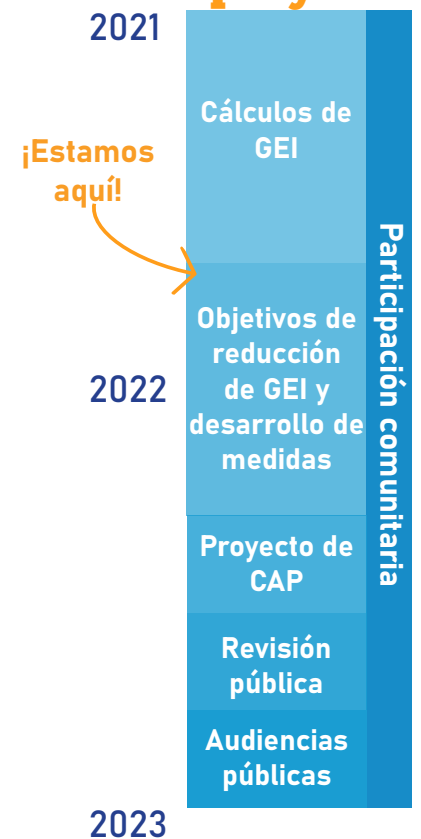 2021
Cálculos de
GEI
¡Estamos
aquí!
Objetivos de
reducción
de GEI y
desarrollo de
medidas
2022
Proyecto de
CAP
Revisión
pública
Audiencias
públicas
2023
Participación comunitaria